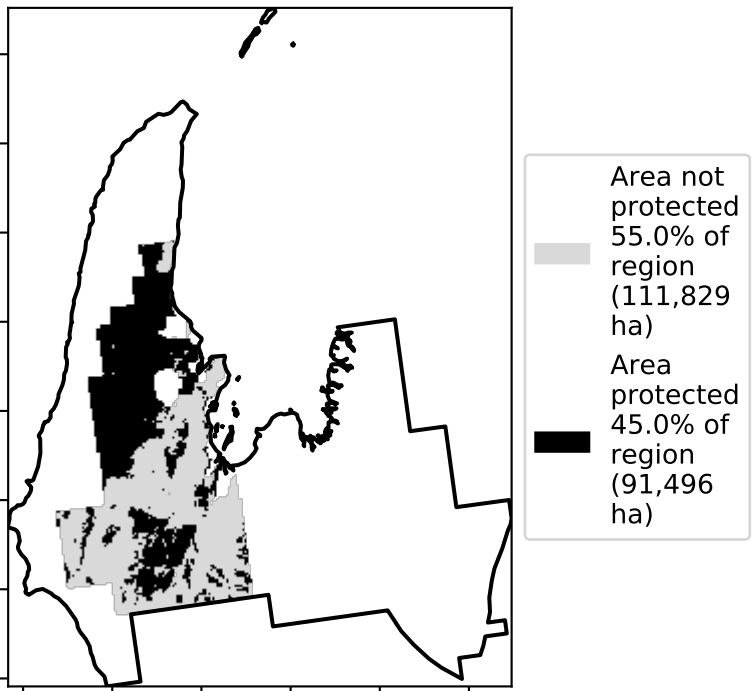 Area not
protected
55.0% of
region
(111,829
ha)
Area
protected
45.0% of
region
(91,496
ha)